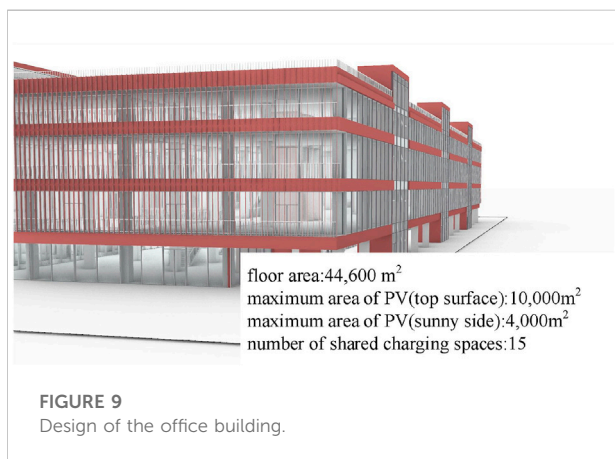 floor area:44,600 m²
maximum area of PV(top surface):10,000m²
maximum area of PV(sunny side):4,000m²
number of shared charging spaces:15
FIGURE 9
Design of the office building.